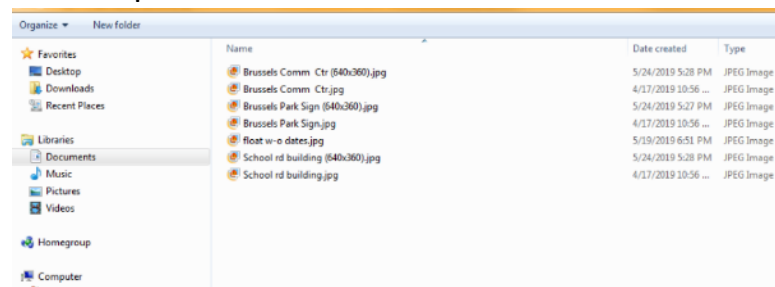 Organize New folder
Name Date created Type
Favorites
Desktop
Downloads
Recent Places
Libraries
Documents
Music
Pictures
Videos
Homegroup
Computer
Brussels Comm Ctr (640x360).jpg 5/24/2019 5:28 PM JPEG Image
Brussels Comm Ctr.jpg 4/17/2019 10:56 ... JPEG Image
Brussels Park Sign (640x360).jpg 5/24/2019 5:27 PM JPEG Image
Brussels Park Sign.jpg 4/17/2019 10:56 ... JPEG Image
float w-o dates.jpg 5/19/2019 6:51 PM JPEG Image
School rd building (640x360).jpg 5/24/2019 5:28 PM JPEG Image
School rd building.jpg 4/17/2019 10:56 ... JPEG Image